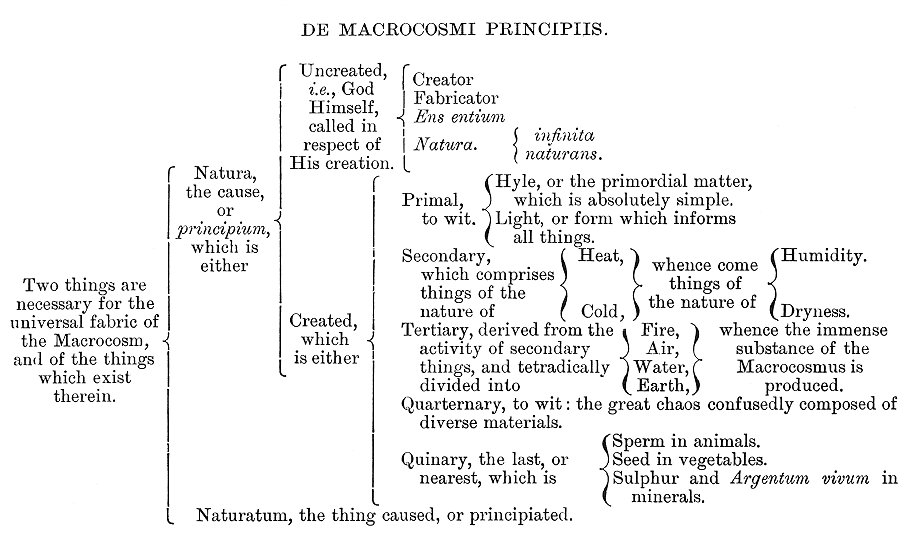 DE MACROCOSMI PRINCIPIIS.
Two things are
necessary for the
universal fabric of
the Macrocosm,
and of the things
which exist
therein.
Natura,
the cause,
or
principium,
which is
either
Uncreated,
i.e., God
Himself,
called in
respect of
His creation.
Creator
Fabricator
Ens entium
Natura.
infinita
naturans.
Created,
which
is either
Primal,
to wit.
Hyle, or the primordial matter,
which is absolutely simple.
Light, or form which informs
all things.
Secondary,
which comprises
things of the
nature of
Heat,
Cold,
whence come
things of
the nature of
Humidity.
Dryness.
Tertiary, derived from the
activity of secondary
things, and tetradically
divided into
Fire,
Air,
Water,
Earth,
whence the immense
substance of the
Macrocosmus is
produced.
Quarternary, to wit: the great chaos confusedly composed of
diverse materials.
Quinary, the last, or
nearest, which is
Sperm in animals.
Seed in vegetables.
Sulphur and Argentum vivum in
minerals.
Naturatum, the thing caused, or principiated.